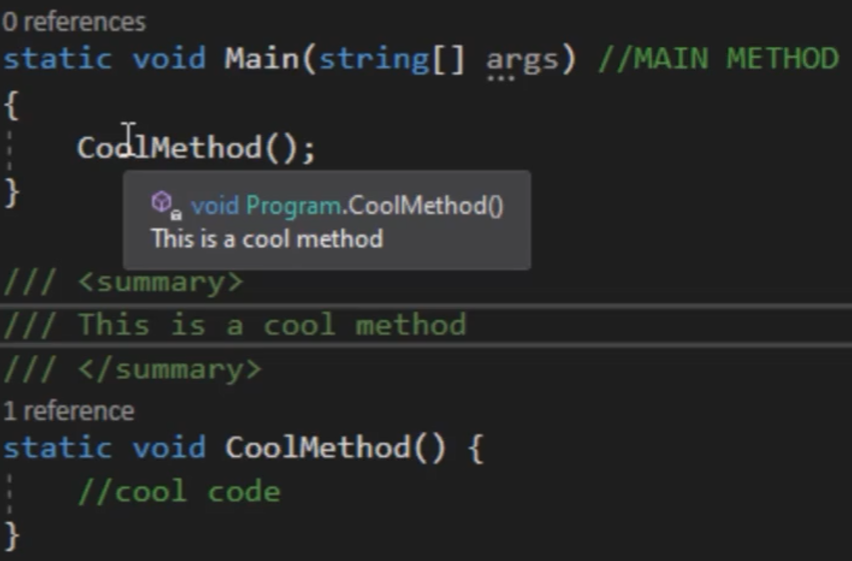 0 references
static void Main(string[] args) //MAIN METHOD
{
CoolMethod();
}
void Program.CoolMethod()
This is a cool method
/// <summary>
/// This is a cool method
/// </summary>
1 reference
static void CoolMethod() {
//cool code
}